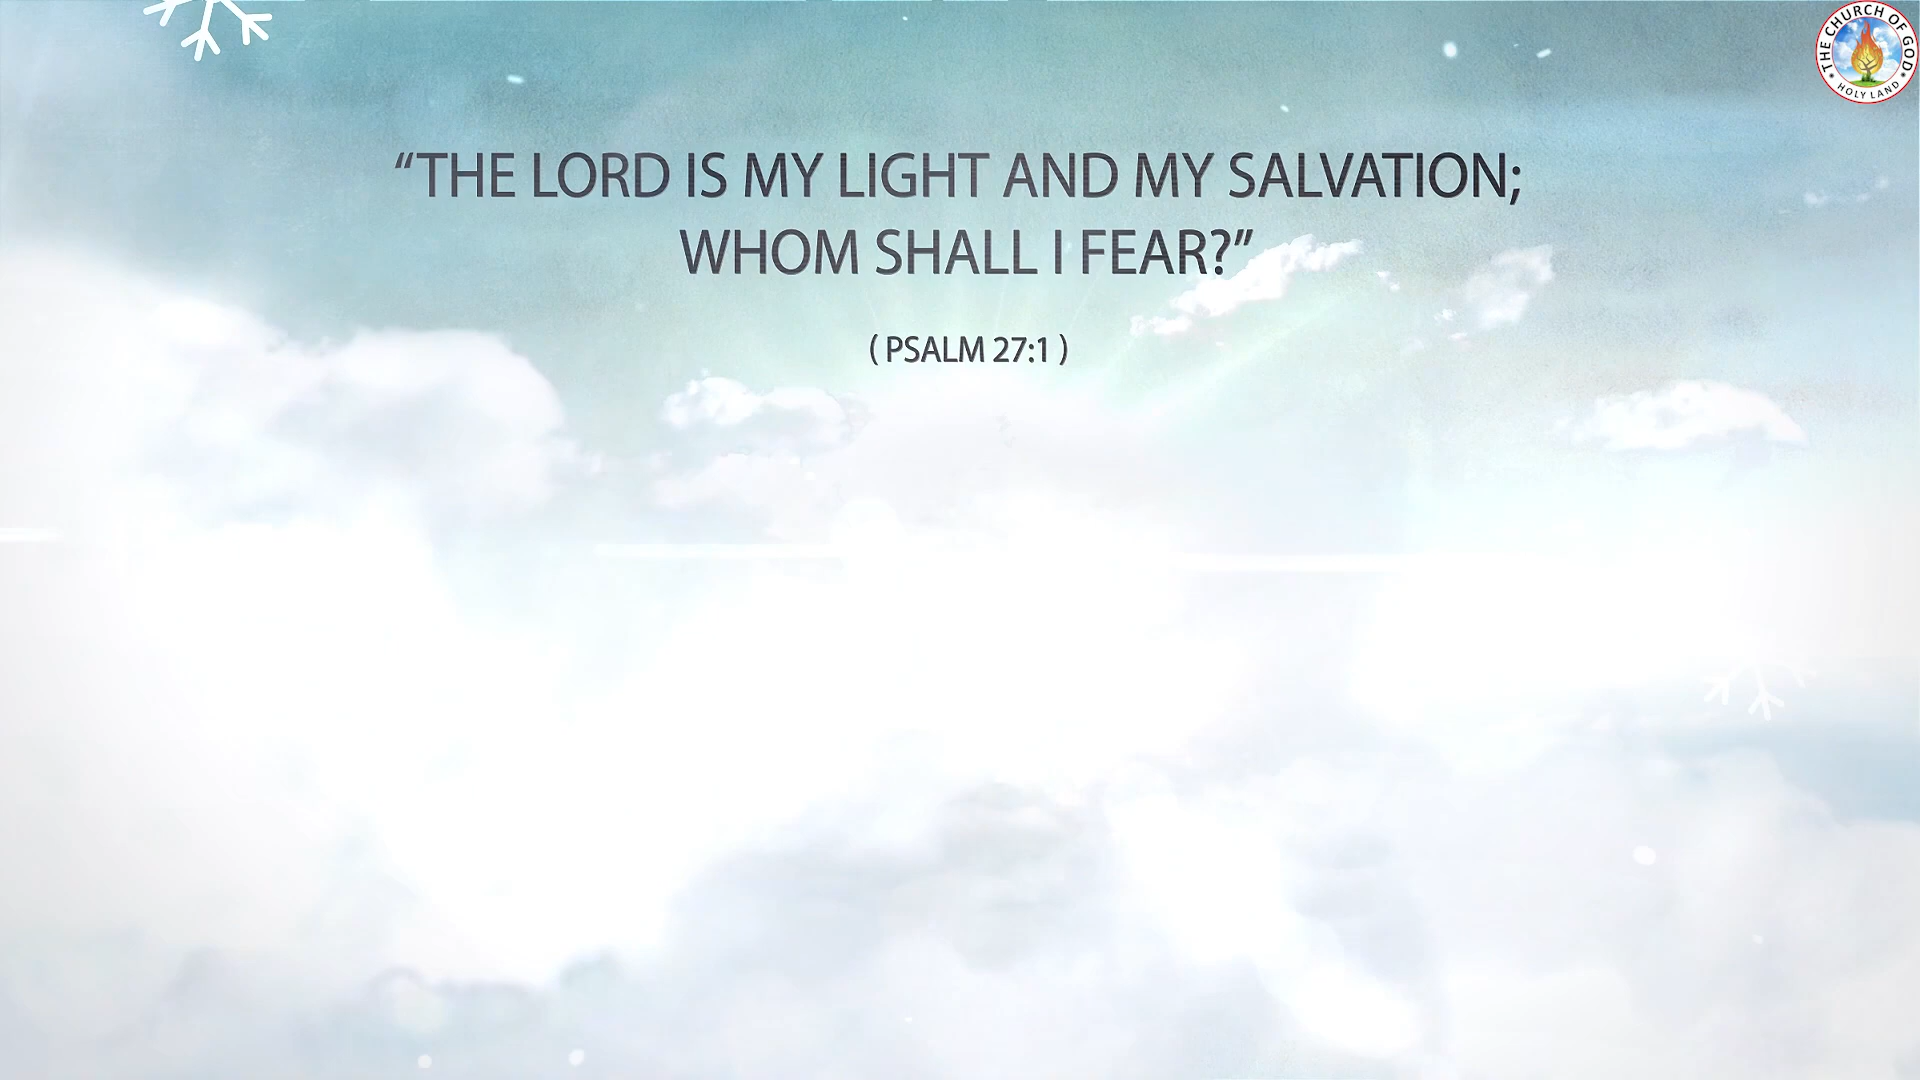 “THE LORD IS MY LIGHT AND MY SALVATION;
WHOM SHALL I FEAR?”
( PSALM 27:1 )
THE CHURCH OF GOD
HOLY LAND